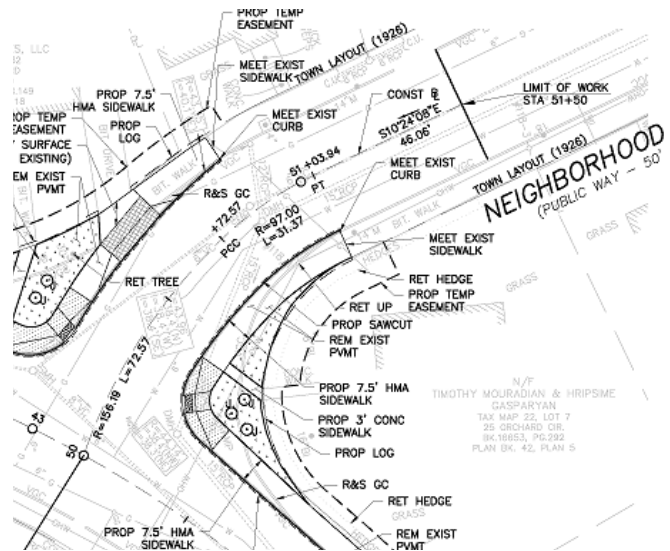 PROP TEMP
EASEMENT
MEET EXIST
SIDEWALK
TOWN LAYOUT (1926)
PROP 7.5'
HMA SIDEWALK
CONST
S10°24'08"E
46.06'
LIMIT OF WORK
STA 51+50
PROP
LOG
MEET EXIST
CURB
EASEMENT
SURFACE
EXISTING)
REM EXIST
PVMT
BIT. WALK
R&S GC
51+03.94
PT
MEET EXIST
CURB
TOWN LAYOUT (1926)
NEIGHBORHOOD
(PUBLIC WAY - 50'
+72.57
PCC
R=97.00
L=31.37
BIT. WALK
MEET EXIST
SIDEWALK
GRASS
RET TREE
RET HEDGE
GRASS
PROP TEMP
EASEMENT
RET UP
PROP SAWCUT
REM EXIST
PVMT
R=156.19 L=72.57
PROP 7.5' HMA
SIDEWALK
N/F
TIMOTHY MOURADIAN & HRIPSIME
GASPARYAN
TAX MAP 22, LOT 7
25 ORCHARD CIR.
BK.16653, PG.292
PLAN BK. 42, PLAN 5
43
50
PROP 3' CONC
SIDEWALK
PROP LOG
R&S GC
RET HEDGE
GRASS
PROP 7.5' HMA
SIDEWALK
REM EXIST
PVMT